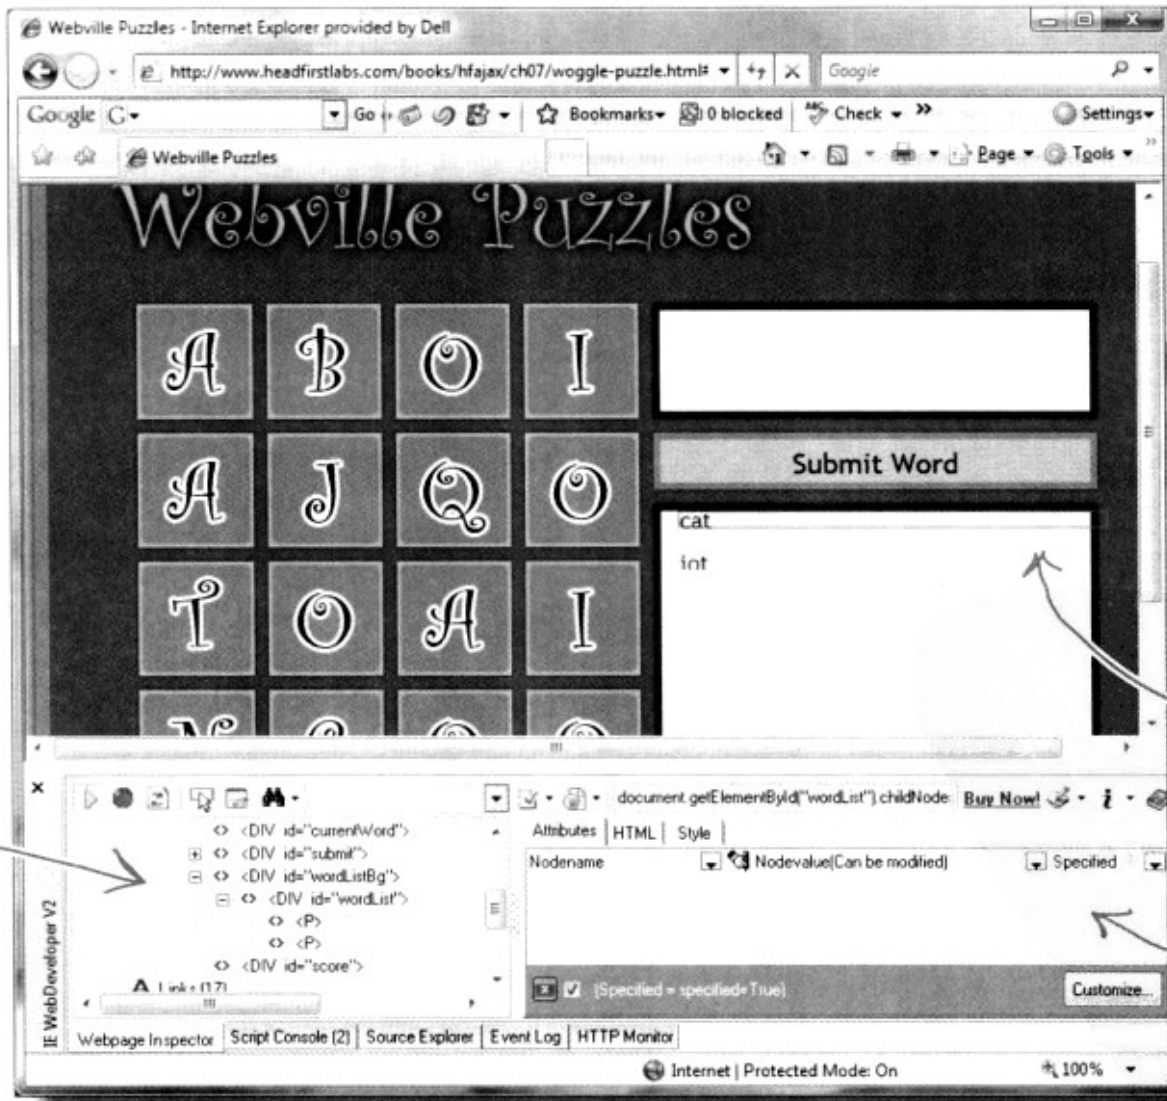 Webville Puzzles - Internet Explorer provided by Dell
http://www.headfirstlabs.com/books/hfajax/ch07/woggle-puzzle.html#
Google
Google G
Go
Bookmarks
0 blocked
ABC Check
Settings
Webville Puzzles
Page
Tools
Webville Puzzles
A B O I
A J Q O
T O A I
Submit Word
cat
jot
document.getElementById("wordList").childNode
Buy Now!
<DIV id="currentWord">
<DIV id="submit">
<DIV id="wordListBg">
<DIV id="wordList">
<P>
<P>
<DIV id="score">
Links (17)
Attributes HTML Style
Nodename Nodevalue(Can be modified) Specified
(Specified = specified=True)
Customize...
IE WebDeveloper V2
Webpage Inspector Script Console (2) Source Explorer Event Log HTTP Monitor
Internet | Protected Mode: On
100%